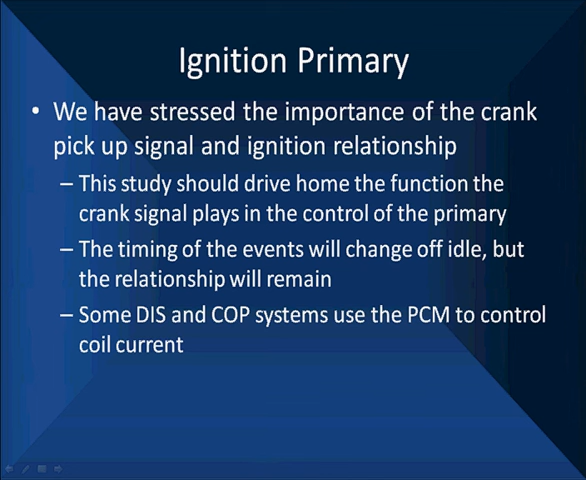 Ignition Primary
• We have stressed the importance of the crank
pick up signal and ignition relationship
– This study should drive home the function the
crank signal plays in the control of the primary
– The timing of the events will change off idle, but
the relationship will remain
– Some DIS and COP systems use the PCM to control
coil current